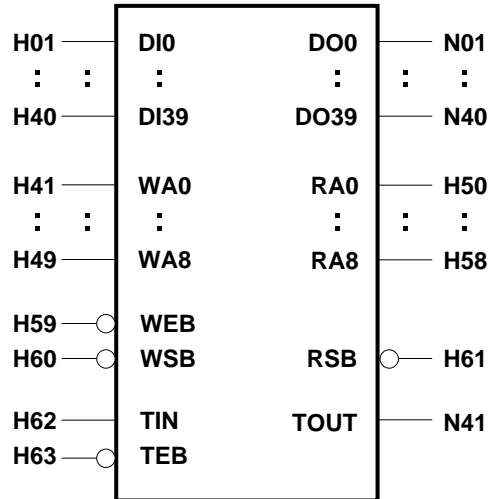 H01 DI0 DO0 N01
: : : : : :
H40 DI39 DO39 N40
H41 WA0 RA0 H50
: : : : : :
H49 WA8 RA8 H58
H59 WEB
H60 WSB RSB H61
H62 TIN TOUT N41
H63 TEB